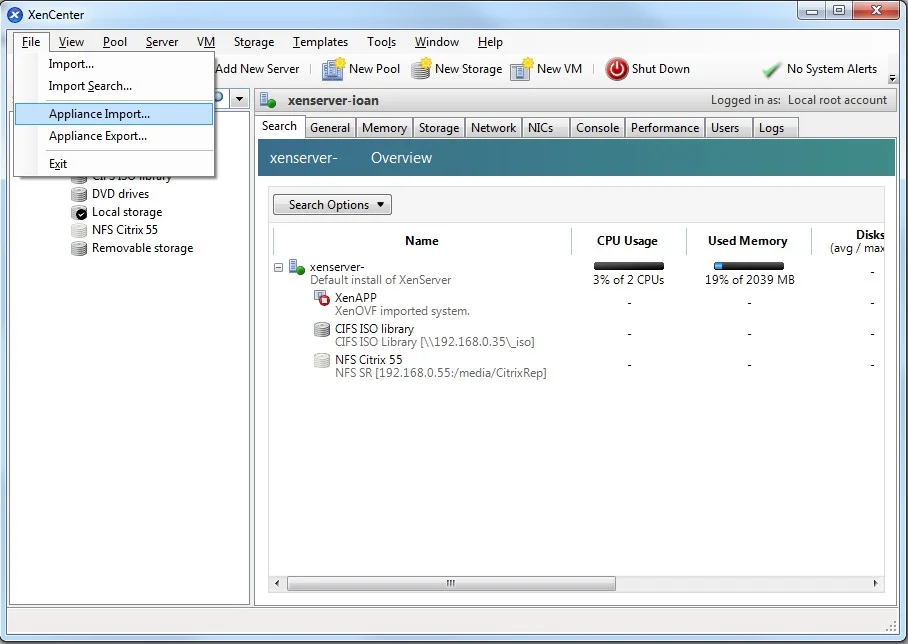 XenCenter
File View Pool Server VM Storage Templates Tools Window Help
Import...
Import Search...
Appliance Import...
Appliance Export...
Exit
Add New Server New Pool New Storage New VM Shut Down No System Alerts
xenserver-ioan Logged in as: Local root account
Search General Memory Storage Network NICs Console Performance Users Logs
xenserver- Overview
CIFS ISO library
DVD drives
Local storage
NFS Citrix 55
Removable storage
Search Options
Name CPU Usage Used Memory Disks
(avg / max
xenserver-
Default install of XenServer
3% of 2 CPUs 19% of 2039 MB -
XenAPP
XenOVF imported system.
- - -
CIFS ISO library
CIFS ISO Library [\\192.168.0.35\_iso]
- - -
NFS Citrix 55
NFS SR [192.168.0.55:/media/CitrixRep]
- - -